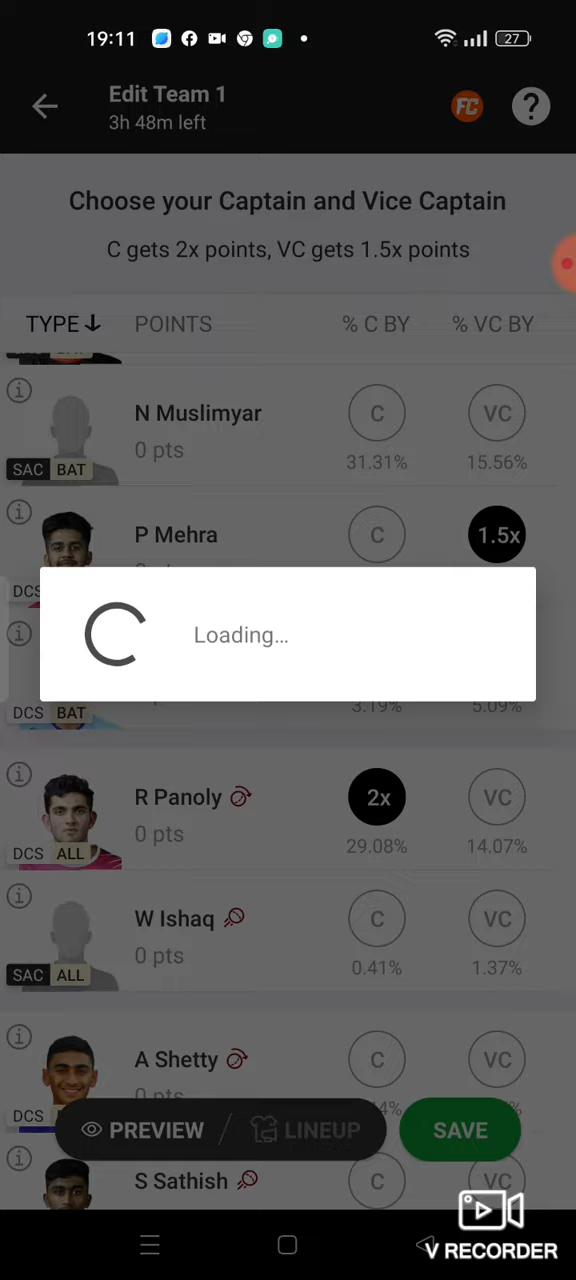 19:11
27
Edit Team 1
3h 48m left
FC
?
Choose your Captain and Vice Captain
C gets 2x points, VC gets 1.5x points
TYPE POINTS % C BY % VC BY
N Muslimyar
0 pts
C
VC
31.31%
15.56%
SAC BAT
P Mehra
C
1.5x
DCS
Loading...
3.19%
5.09%
DCS BAT
R Panoly
0 pts
2x
VC
29.08%
14.07%
DCS ALL
W Ishaq
0 pts
C
VC
0.41%
1.37%
SAC ALL
A Shetty
0 pts
C
VC
DCS
PREVIEW
LINEUP
SAVE
S Sathish
C
VC
V RECORDER